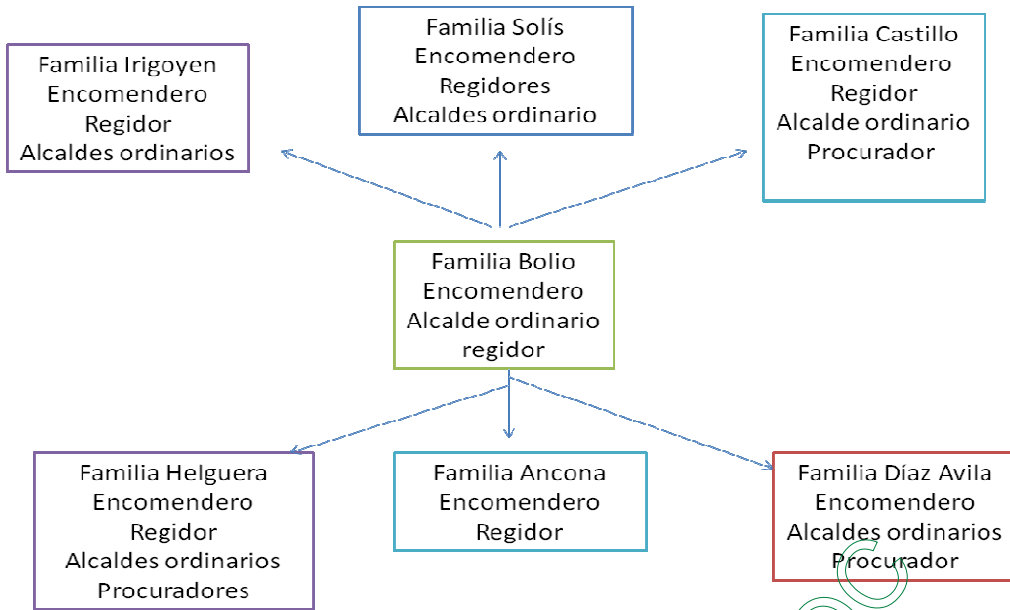 Familia Irigoyen
Encomendero
Regidor
Alcaldes ordinarios
Familia Solís
Encomendero
Regidores
Alcaldes ordinario
Familia Castillo
Encomendero
Regidor
Alcalde ordinario
Procurador
Familia Bolio
Encomendero
Alcalde ordinario
regidor
Familia Helguera
Encomendero
Regidor
Alcaldes ordinarios
Procuradores
Familia Ancona
Encomendero
Regidor
Familia Díaz Avila
Encomendero
Alcaldes ordinarios
Procurador